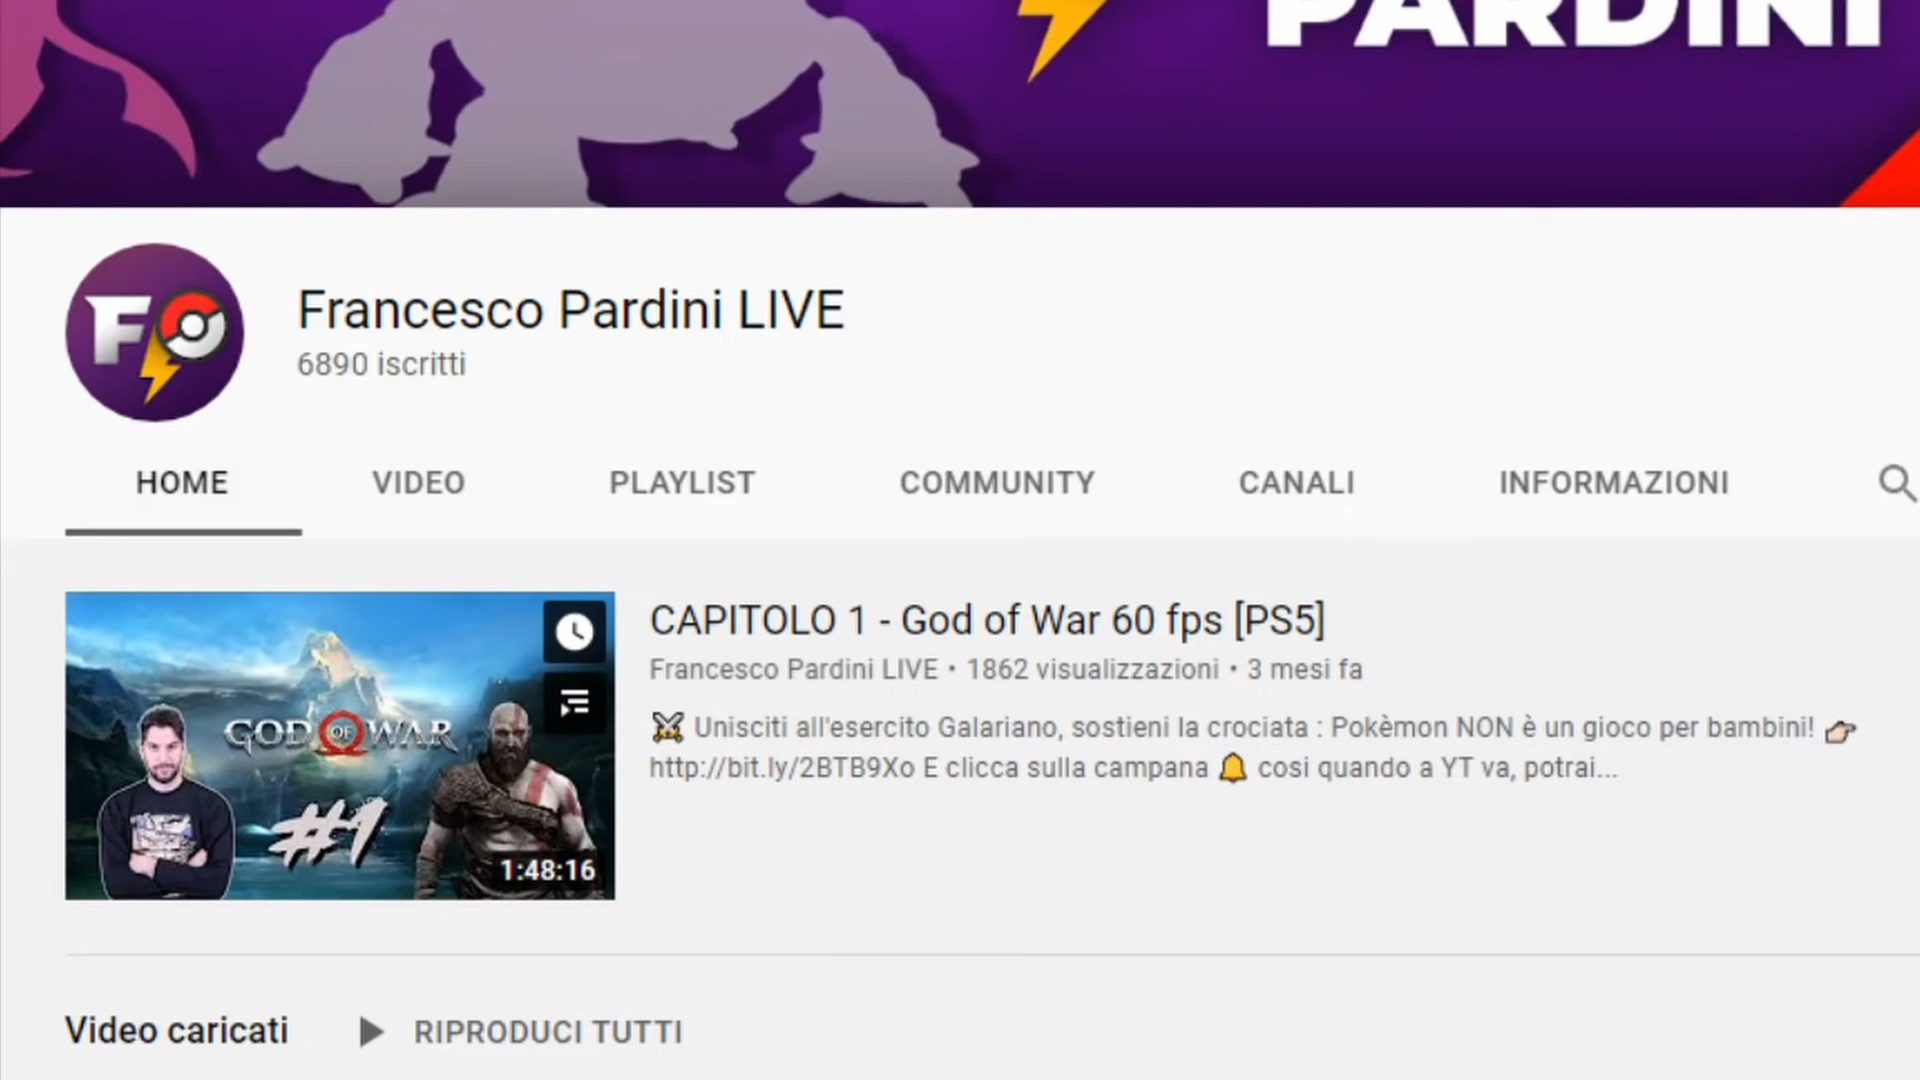 PARDINI
F
Francesco Pardini LIVE
6890 iscritti
HOME VIDEO PLAYLIST COMMUNITY CANALI INFORMAZIONI
GOD OF WAR
#1
1:48:16
CAPITOLO 1 - God of War 60 fps [PS5]
Francesco Pardini LIVE • 1862 visualizzazioni • 3 mesi fa
⚔️ Unisciti all'esercito Galariano, sostieni la crociata : Pokèmon NON è un gioco per bambini! 👉
http://bit.ly/2BTB9Xo E clicca sulla campana 🔔 cosi quando a YT va, potrai...
Video caricati ▶ RIPRODUCI TUTTI